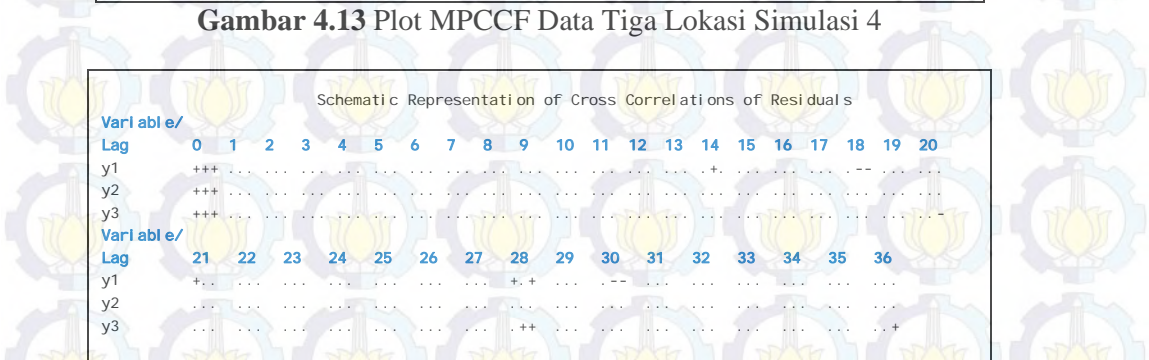 Gambar 4.13 Plot MPCCF Data Tiga Lokasi Simulasi 4
Schematic Representation of Cross Correlations of Residuals
Variable/
Lag 0 1 2 3 4 5 6 7 8 9 10 11 12 13 14 15 16 17 18 19 20
y1 +++ ... ... ... ... ... ... ... ... ... ... ... ... ... .+. ... ... ... .-- ... ...
y2 +++ ... ... ... ... ... ... ... ... ... ... ... ... ... ... ... ... ... ... ... ...
y3 +++ ... ... ... ... ... ... ... ... ... ... ... ... ... ... ... ... ... ... ... ..-
Variable/
Lag 21 22 23 24 25 26 27 28 29 30 31 32 33 34 35 36
y1 +.. ... ... ... ... ... ... +.+ ... .-- ... ... ... ... ... ...
y2 ... ... ... ... ... ... ... ... ... ... ... ... ... ... ... ...
y3 ... ... ... ... ... ... ... .++ ... ... ... ... ... ... ... ..+